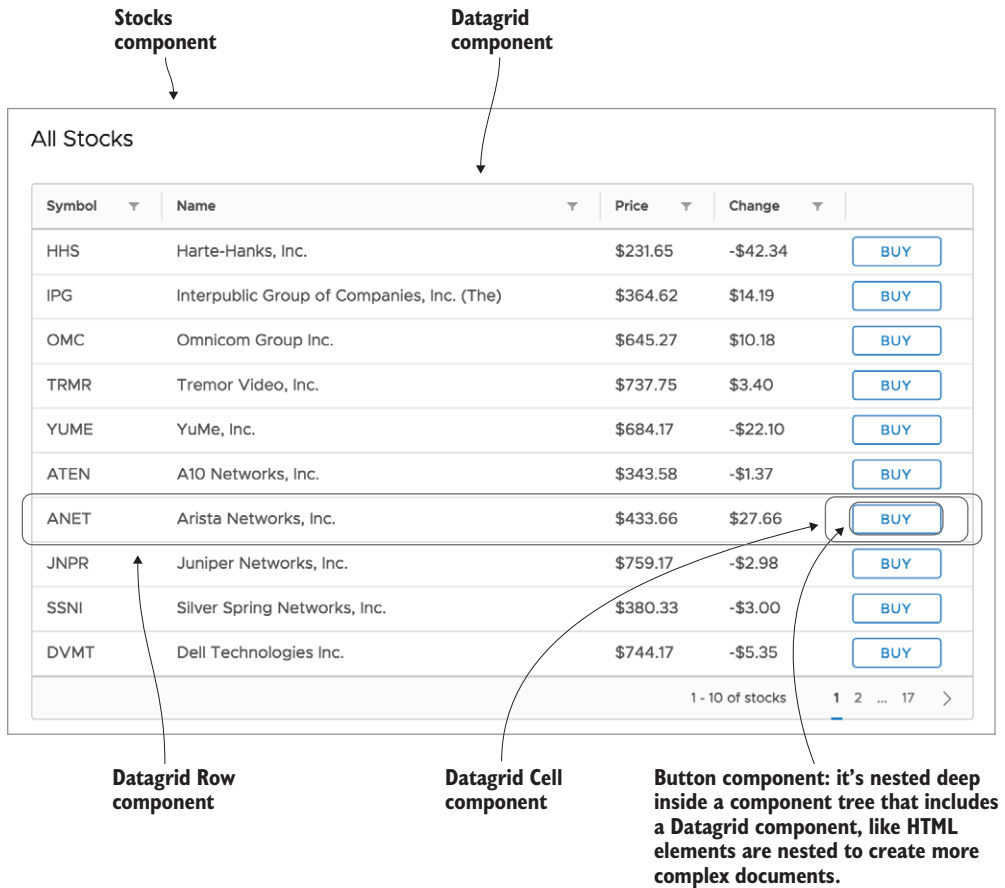 Stocks
component
Datagrid
component
All Stocks
Symbol Name Price Change
HHS Harte-Hanks, Inc. $231.65 -$42.34 BUY
IPG Interpublic Group of Companies, Inc. (The) $364.62 $14.19 BUY
OMC Omnicom Group Inc. $645.27 $10.18 BUY
TRMR Tremor Video, Inc. $737.75 $3.40 BUY
YUME YuMe, Inc. $684.17 -$22.10 BUY
ATEN A10 Networks, Inc. $343.58 -$1.37 BUY
ANET Arista Networks, Inc. $433.66 $27.66 BUY
JNPR Juniper Networks, Inc. $759.17 -$2.98 BUY
SSNI Silver Spring Networks, Inc. $380.33 -$3.00 BUY
DVMT Dell Technologies Inc. $744.17 -$5.35 BUY
1 - 10 of stocks 1 2 ... 17 >
Datagrid Row
component
Datagrid Cell
component
Button component: it's nested deep
inside a component tree that includes
a Datagrid component, like HTML
elements are nested to create more
complex documents.